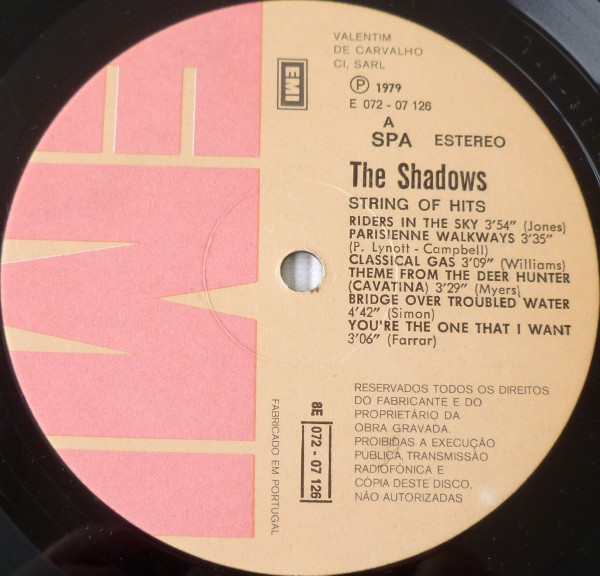 VALENTIM
DE CARVALHO
CI, SARL
EMI
Ⓟ 1979
E 072 - 07 126
A
SPA ESTEREO
The Shadows
STRING OF HITS
RIDERS IN THE SKY 3'54" (Jones)
PARISIENNE WALKWAYS 3'35"
(P. Lynott - Campbell)
CLASSICAL GAS 3'09" (Williams)
THEME FROM THE DEER HUNTER
(CAVATINA) 3'29" (Myers)
BRIDGE OVER TROUBLED WATER
4'42" (Simon)
YOU'RE THE ONE THAT I WANT
3'06" (Farrar)
RESERVADOS TODOS OS DIREITOS
DO FABRICANTE E DO
PROPRIETÁRIO DA
OBRA GRAVADA.
PROIBIDAS A EXECUÇÃO
PÚBLICA, TRANSMISSÃO
RADIOFÓNICA E
CÓPIA DESTE DISCO,
NÃO AUTORIZADAS
8E 072 - 07 126
FABRICADO EM PORTUGAL
EMI